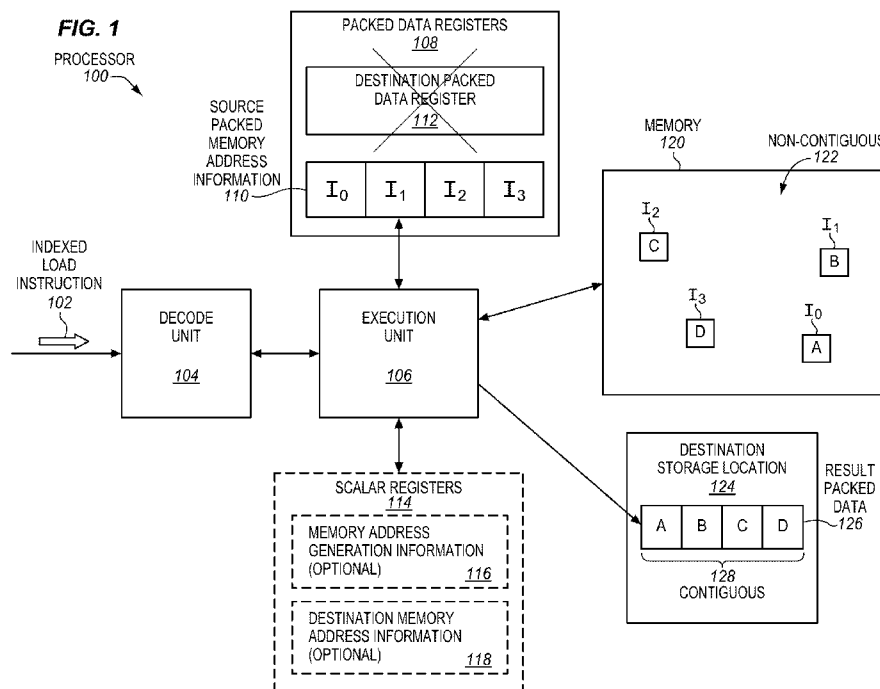 FIG. 1
PROCESSOR
100
PACKED DATA REGISTERS
108
DESTINATION PACKED
DATA REGISTER
112
SOURCE
PACKED
MEMORY
ADDRESS
INFORMATION
110
I0 I1 I2 I3
MEMORY
120
NON-CONTIGUOUS
122
I2
C
I1
B
I3
D
I0
A
INDEXED
LOAD
INSTRUCTION
102
DECODE
UNIT
104
EXECUTION
UNIT
106
SCALAR REGISTERS
114
MEMORY ADDRESS
GENERATION INFORMATION
(OPTIONAL) 116
DESTINATION MEMORY
ADDRESS INFORMATION
(OPTIONAL) 118
DESTINATION
STORAGE LOCATION
124
A B C D
RESULT
PACKED
DATA
126
128
CONTIGUOUS